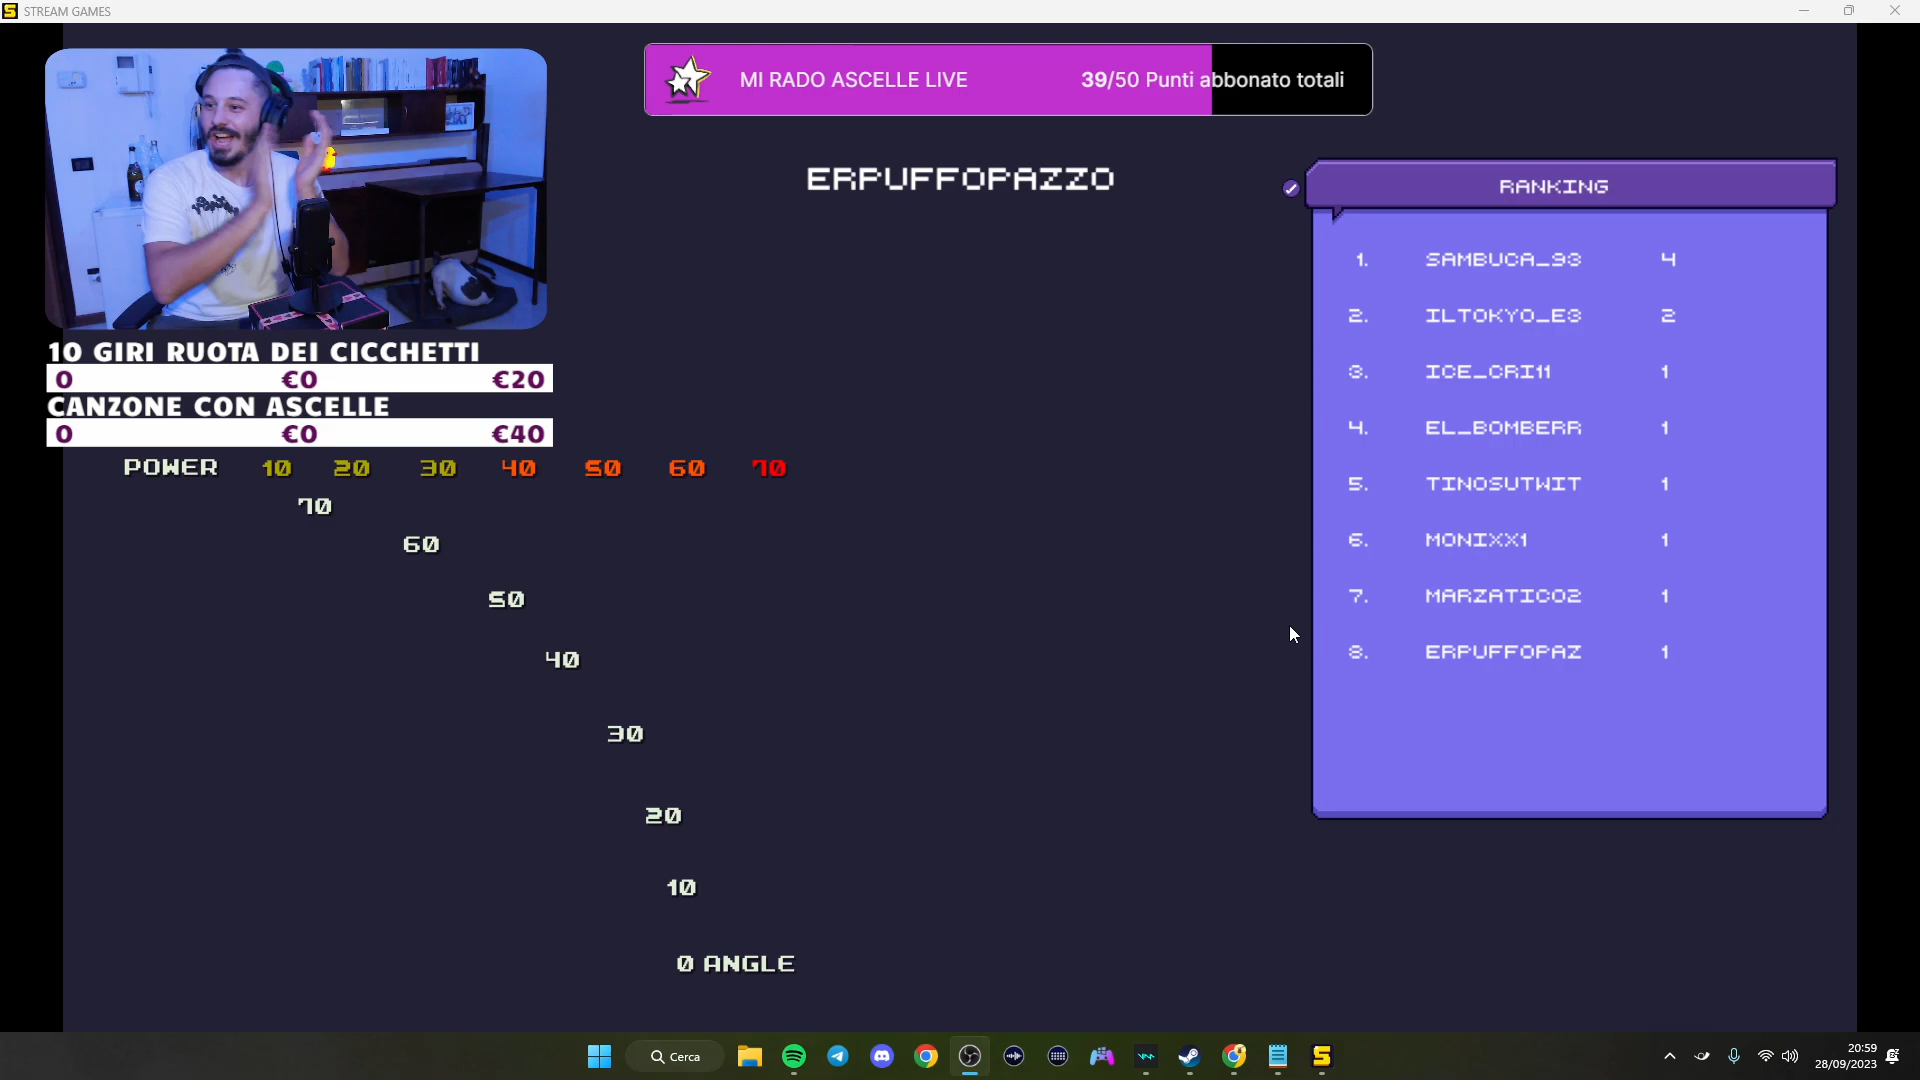 STREAM GAMES
MI RADO ASCELLE LIVE 39/50 Punti abbonato totali
ERPUFFOPAZZO
RANKING
1. SAMBUCA_93 4
2. ILTOKYO_E3 2
3. ICE_CRI11 1
4. EL_BOMBERR 1
5. TINOSUTWIT 1
6. MONIXX1 1
7. MARZATICO2 1
8. ERPUFFOPAZ 1
10 GIRI RUOTA DEI CICCHETTI
0 €0 €20
CANZONE CON ASCELLE
0 €0 €40
POWER 10 20 30 40 50 60 70
70
60
50
40
30
20
10
0 ANGLE
Cerca
20:59
28/09/2023